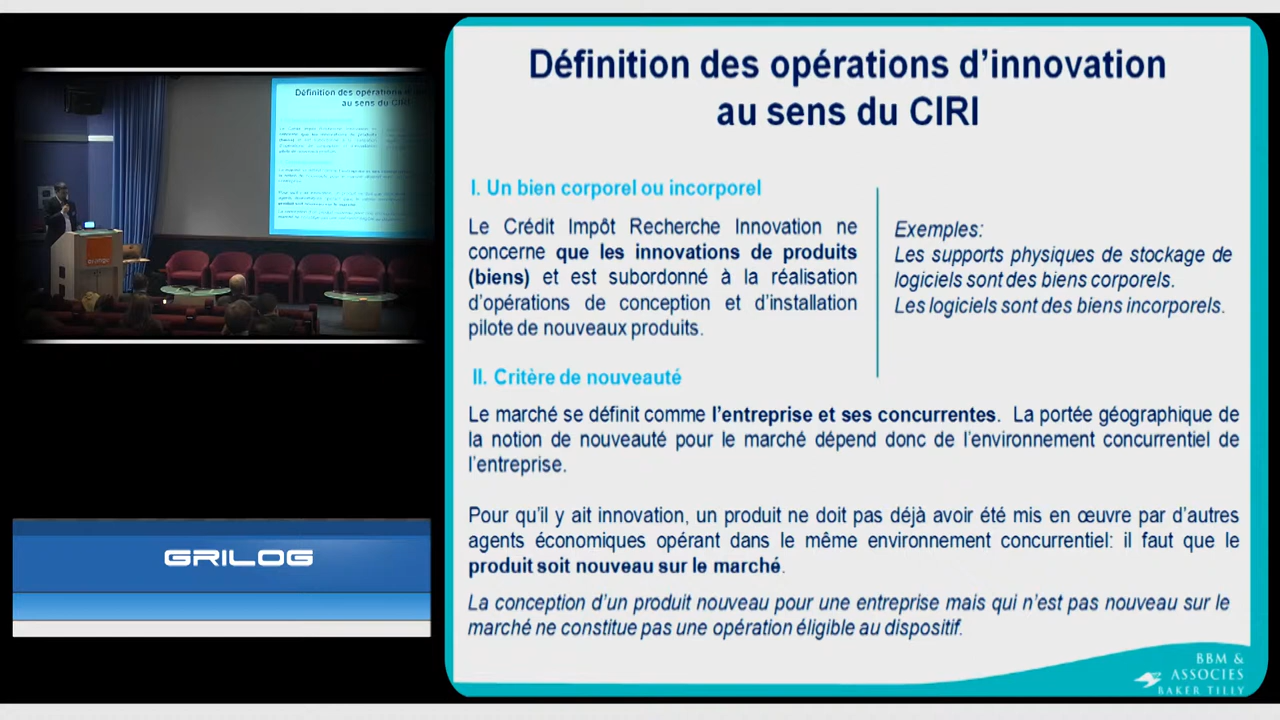 Définition des opérations d'innovation
au sens du CIRI
I. Un bien corporel ou incorporel
Le Crédit Impôt Recherche Innovation ne
concerne que les innovations de produits
(biens) et est subordonné à la réalisation
d'opérations de conception et d'installation
pilote de nouveaux produits.
Exemples:
Les supports physiques de stockage de
logiciels sont des biens corporels.
Les logiciels sont des biens incorporels.
II. Critère de nouveauté
Le marché se définit comme l'entreprise et ses concurrentes. La portée géographique de
la notion de nouveauté pour le marché dépend donc de l'environnement concurrentiel de
l'entreprise.
Pour qu'il y ait innovation, un produit ne doit pas déjà avoir été mis en œuvre par d'autres
agents économiques opérant dans le même environnement concurrentiel: il faut que le
produit soit nouveau sur le marché.
La conception d'un produit nouveau pour une entreprise mais qui n'est pas nouveau sur le
marché ne constitue pas une opération éligible au dispositif.
BBM &
ASSOCIES
BAKER TILLY
GRILOG
Définition des opérations
au sens du CIRI